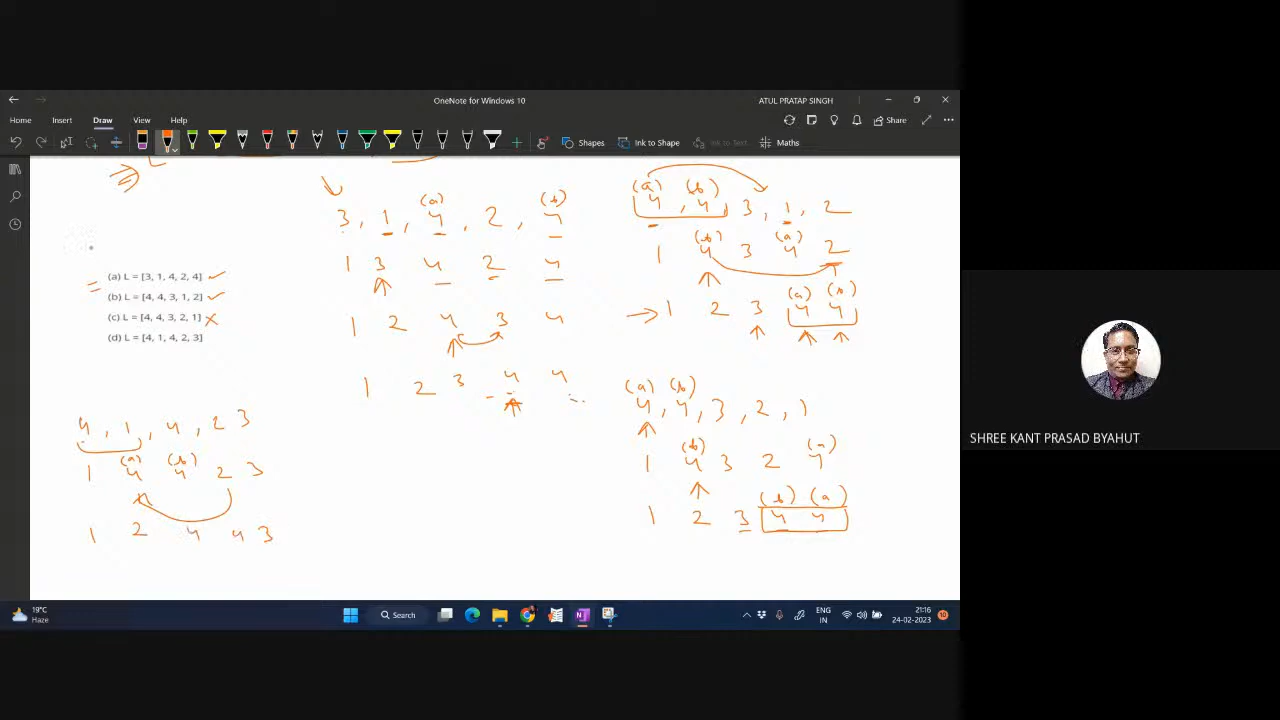 OneNote for Windows 10
ATUL PRATAP SINGH
Home Insert Draw View Help
Share
Shapes
Ink to Shape
Ink to Text
Maths
(a) L = [3, 1, 4, 2, 4]
(b) L = [4, 4, 3, 1, 2]
(c) L = [4, 4, 3, 2, 1]
(d) L = [4, 1, 4, 2, 3]
4, 1, 4, 2 3
(a) (b)
1 4 4 2 3
1 2 4 4 3
(a) (b)
3, 1, 4, 2, 4
1 3 4 2 4
1 2 4 3 4
1 2 3 4 4
(a) (b)
4, 4, 3, 1, 2
(b) (a)
1 4 3 4 2
(a) (b)
1 2 3 4 4
(a) (b)
4, 4, 3, 2, 1
(b) (a)
1 4 3 2 4
(b) (a)
1 2 3 4 4
SHREE KANT PRASAD BYAHUT
19°C
Haze
Search
ENG
IN
21:16
24-02-2023
10